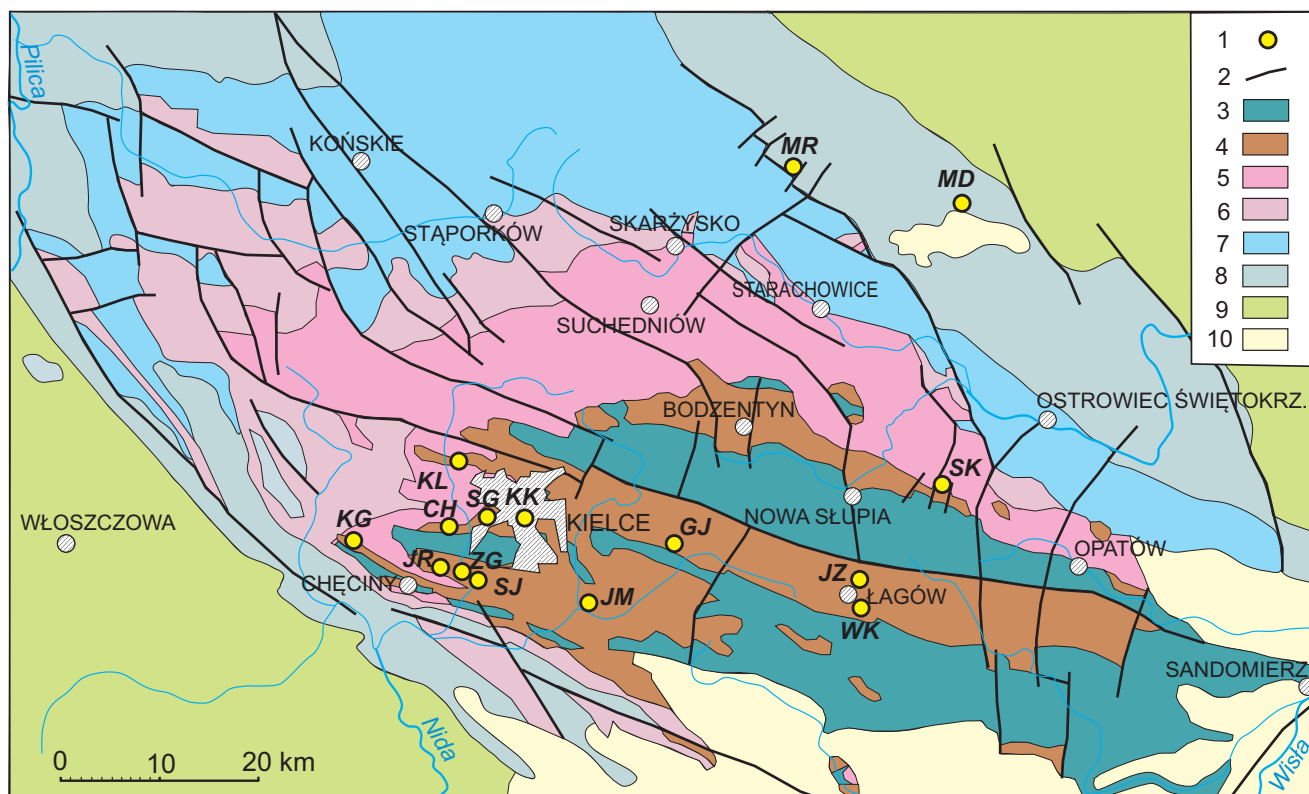 Pilica
KOŃSKIE
STĄPORKÓW
SKARŻYSKO
MR
MD
STARACHOWICE
SUCHEDNIÓW
BODZENTYN
OSTROWIEC ŚWIĘTOKRZ.
SK
KL
SG
KK
CH
KIELCE
KG
WŁOSZCZOWA
NOWA SŁUPIA
GJ
OPATÓW
JR
ZG
CHĘCINY
SJ
JM
JZ
ŁAGÓW
WK
SANDOMIERZ
Nida
Wisła
0 20 km
1
2
3
4
5
6
7
8
9
10